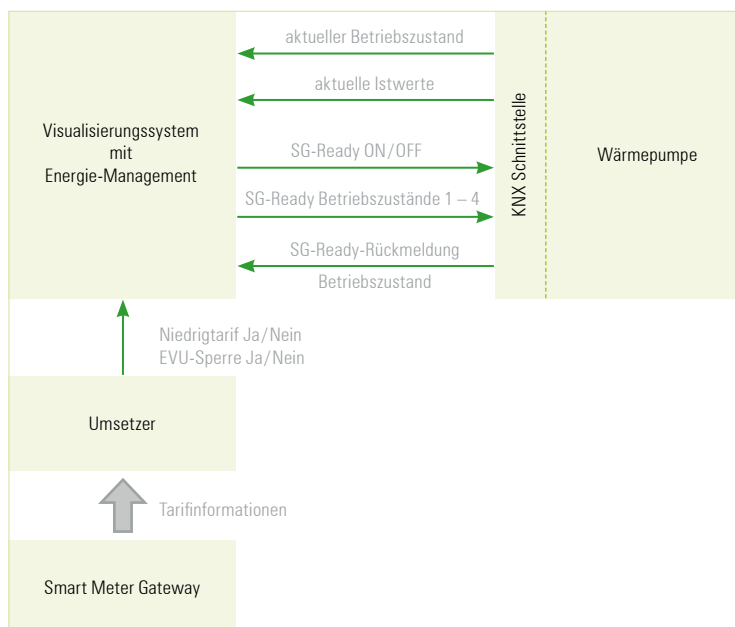 aktueller Betriebszustand
aktuelle Istwerte
Visualisierungssystem
mit
Energie-Management
SG-Ready ON/OFF
SG-Ready Betriebszustände 1 – 4
SG-Ready-Rückmeldung
Betriebszustand
KNX Schnittstelle
Wärmepumpe
Niedrigtarif Ja/Nein
EVU-Sperre Ja/Nein
Umsetzer
Tarifinformationen
Smart Meter Gateway